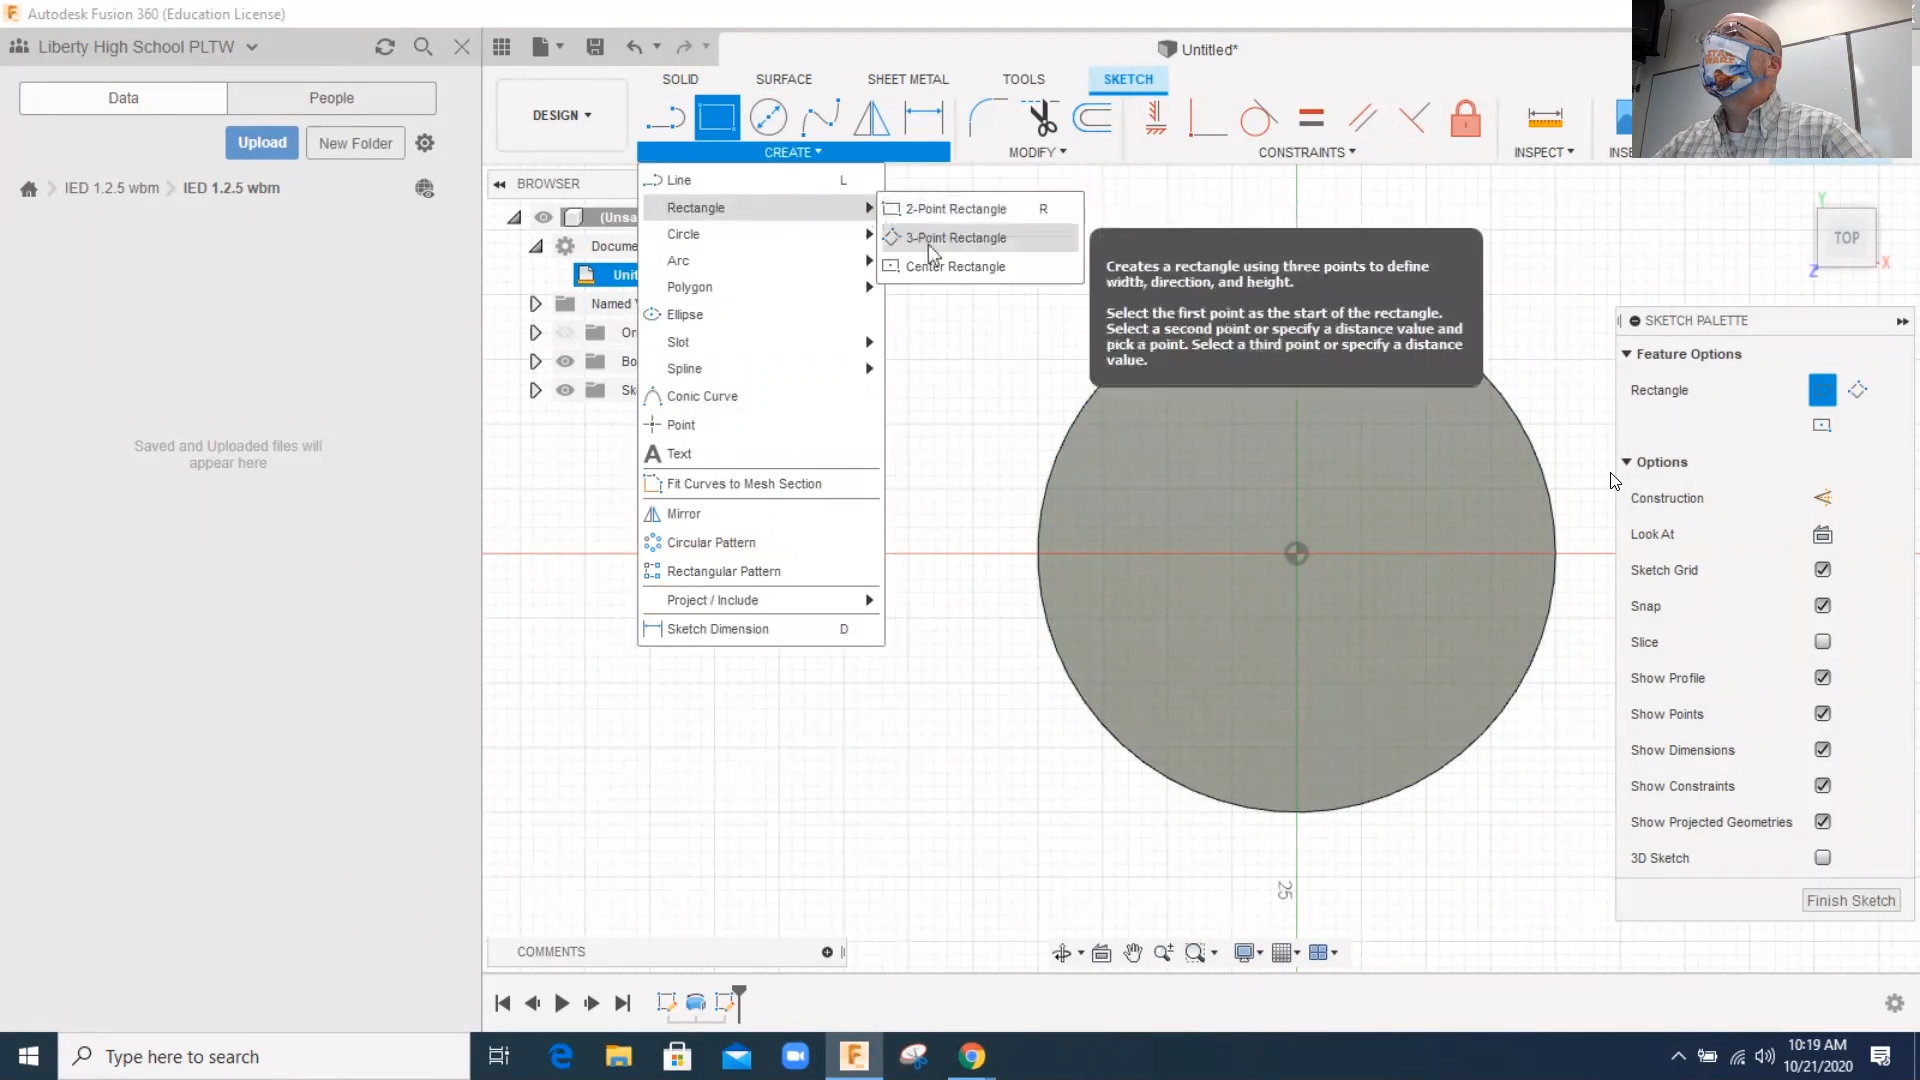 Autodesk Fusion 360 (Education License)
Liberty High School PLTW
Data
People
Upload
New Folder
IED 1.2.5 wbm
IED 1.2.5 wbm
Saved and Uploaded files will
appear here
Untitled*
SOLID
SURFACE
SHEET METAL
TOOLS
SKETCH
DESIGN
CREATE
MODIFY
CONSTRAINTS
INSPECT
BROWSER
Line L
Rectangle
Circle
Arc
Polygon
Ellipse
Slot
Spline
Conic Curve
Point
Text
Fit Curves to Mesh Section
Mirror
Circular Pattern
Rectangular Pattern
Project / Include
Sketch Dimension D
2-Point Rectangle R
3-Point Rectangle
Center Rectangle
Creates a rectangle using three points to define
width, direction, and height.
Select the first point as the start of the rectangle.
Select a second point or specify a distance value and
pick a point. Select a third point or specify a distance
value.
STAR
WARS
Y
TOP
X
Z
SKETCH PALETTE
Feature Options
Rectangle
Options
Construction
Look At
Sketch Grid
Snap
Slice
Show Profile
Show Points
Show Dimensions
Show Constraints
Show Projected Geometries
3D Sketch
Finish Sketch
25
COMMENTS
Type here to search
10:19 AM
10/21/2020